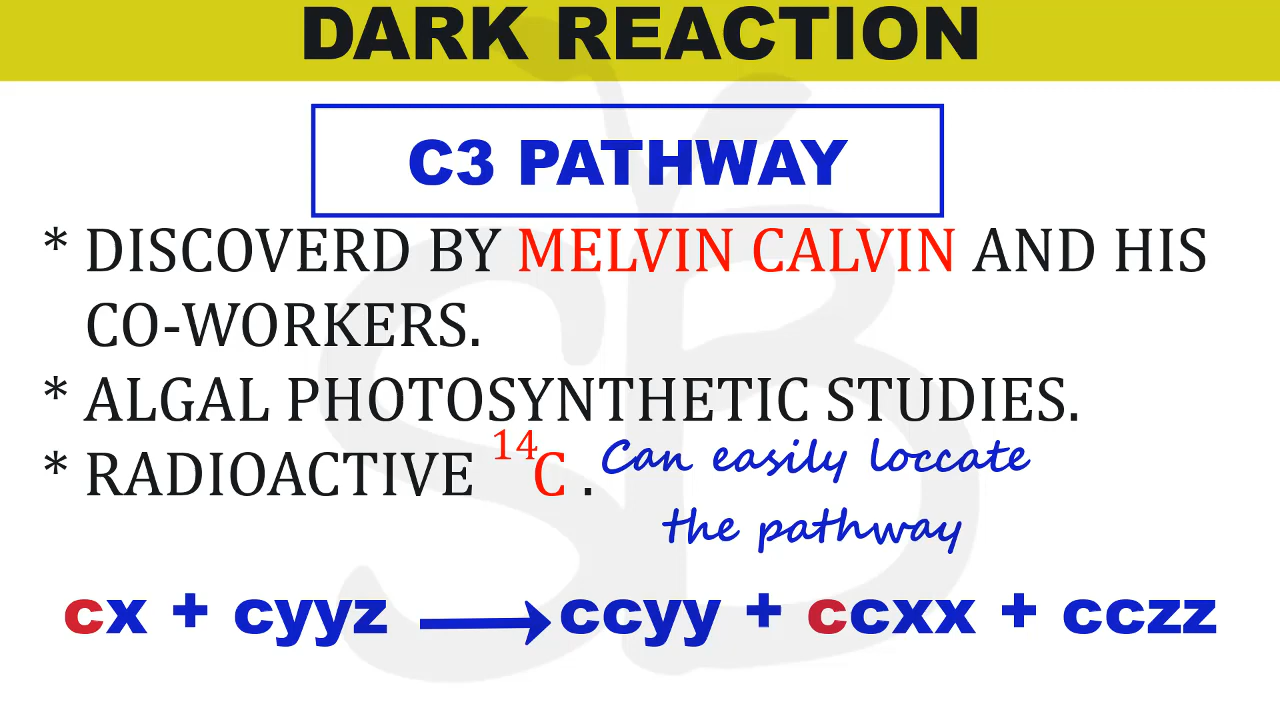 DARK REACTION
C3 PATHWAY
* DISCOVERD BY MELVIN CALVIN AND HIS
CO-WORKERS.
* ALGAL PHOTOSYNTHETIC STUDIES.
* RADIOACTIVE ¹⁴C . Can easily loccate
the pathway
cx + cyyz ⟶ ccyy + ccxx + cczz
SB